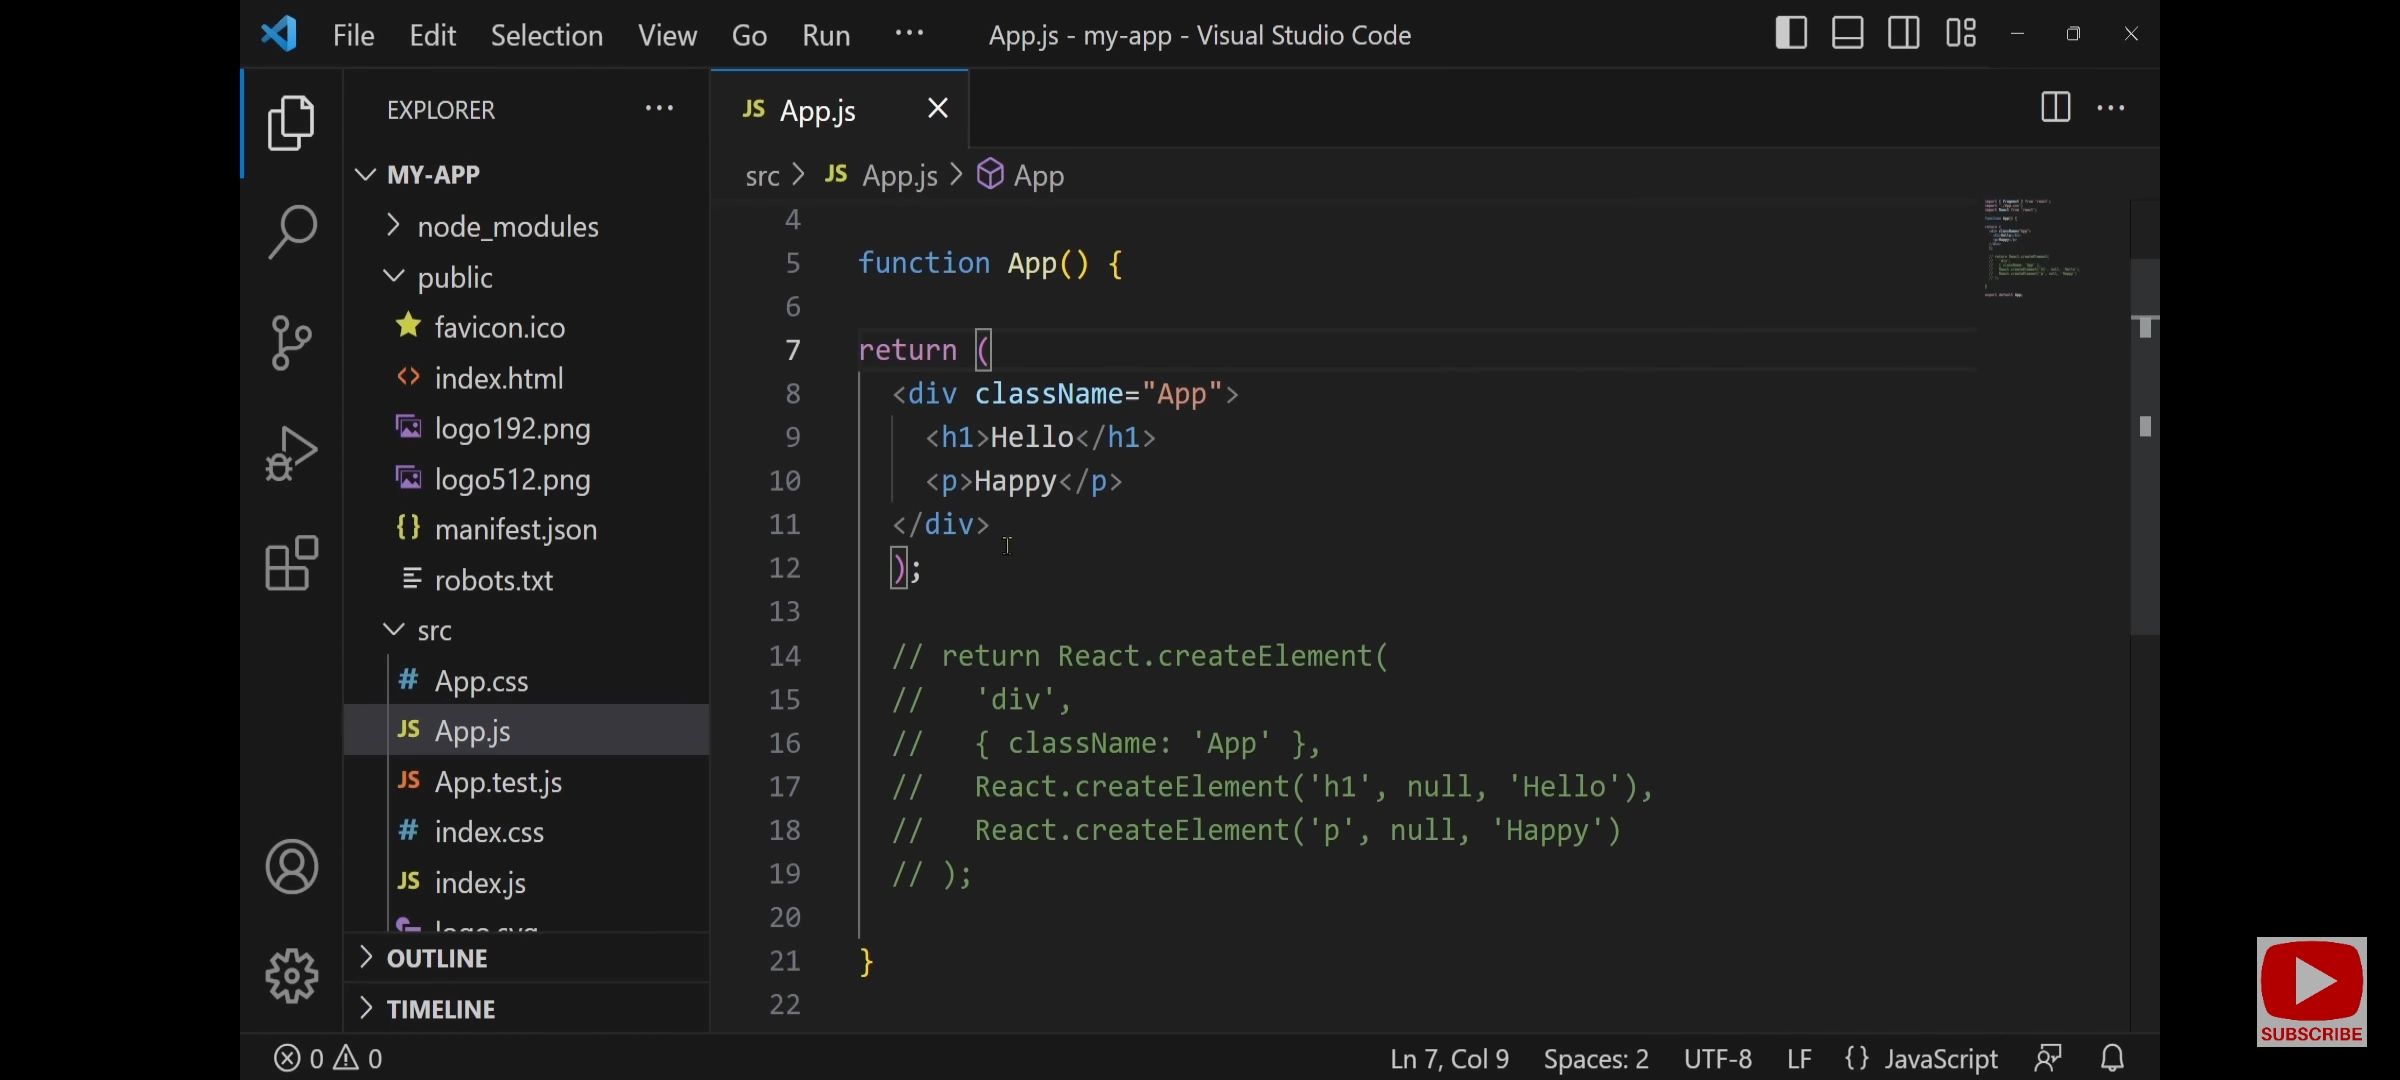 File Edit Selection View Go Run ··· App.js - my-app - Visual Studio Code
EXPLORER ···
MY-APP
node_modules
public
favicon.ico
index.html
logo192.png
logo512.png
manifest.json
robots.txt
src
App.css
App.js
App.test.js
index.css
index.js
logo.svg
OUTLINE
TIMELINE
JS App.js
src > JS App.js > App
4
5 function App() {
6
7 return (
8 <div className="App">
9 <h1>Hello</h1>
10 <p>Happy</p>
11 </div>
12 );
13
14 // return React.createElement(
15 // 'div',
16 // { className: 'App' },
17 // React.createElement('h1', null, 'Hello'),
18 // React.createElement('p', null, 'Happy')
19 // );
20
21 }
22
0 0 Ln 7, Col 9 Spaces: 2 UTF-8 LF {} JavaScript
SUBSCRIBE